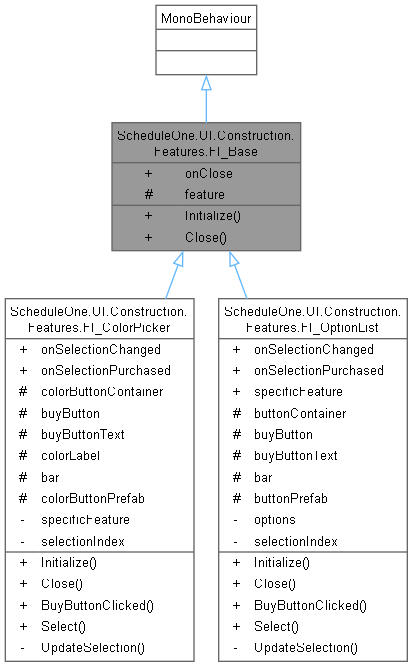 MonoBehaviour
ScheduleOne.UI.Construction.
Features.FI_Base
+ onClose
# feature
+ Initialize()
+ Close()
ScheduleOne.UI.Construction.
Features.FI_ColorPicker
+ onSelectionChanged
+ onSelectionPurchased
# colorButtonContainer
# buyButton
# buyButtonText
# colorLabel
# bar
# colorButtonPrefab
- specificFeature
- selectionIndex
+ Initialize()
+ Close()
+ BuyButtonClicked()
+ Select()
- UpdateSelection()
ScheduleOne.UI.Construction.
Features.FI_OptionList
+ onSelectionChanged
+ onSelectionPurchased
+ specificFeature
# buttonContainer
# buyButton
# buyButtonText
# bar
# buttonPrefab
- options
- selectionIndex
+ Initialize()
+ Close()
+ BuyButtonClicked()
+ Select()
- UpdateSelection()